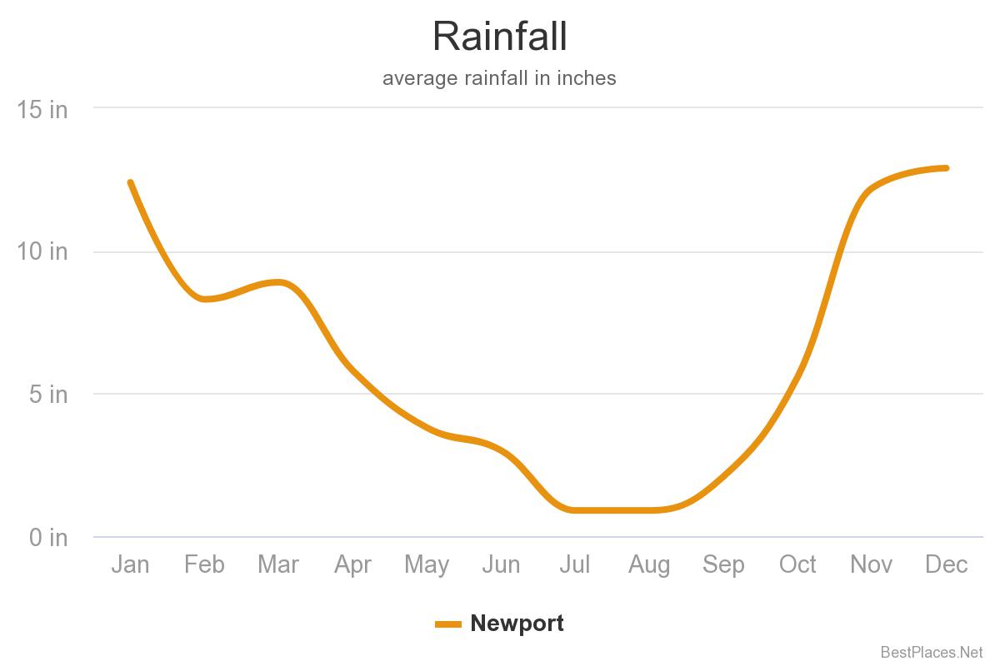 Rainfall
average rainfall in inches
15 in
10 in
5 in
0 in
Jan Feb Mar Apr May Jun Jul Aug Sep Oct Nov Dec
Newport
BestPlaces.Net